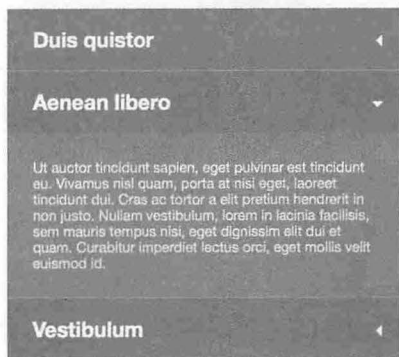 Duis quistor
Aenean libero
Ut auctor tincidunt sapien, eget pulvinar est tincidunt
eu. Vivamus nisl quam, porta at nisi eget, laoreet
tincidunt dui. Cras ac tortor a elit pretium hendrerit in
non justo. Nullam vestibulum, lorem in lacinia facilisis,
sem mauris tempus nisi, eget dignissim elit dui et
quam. Curabitur imperdiet lectus orci, eget mollis velit
euismod id.
Vestibulum